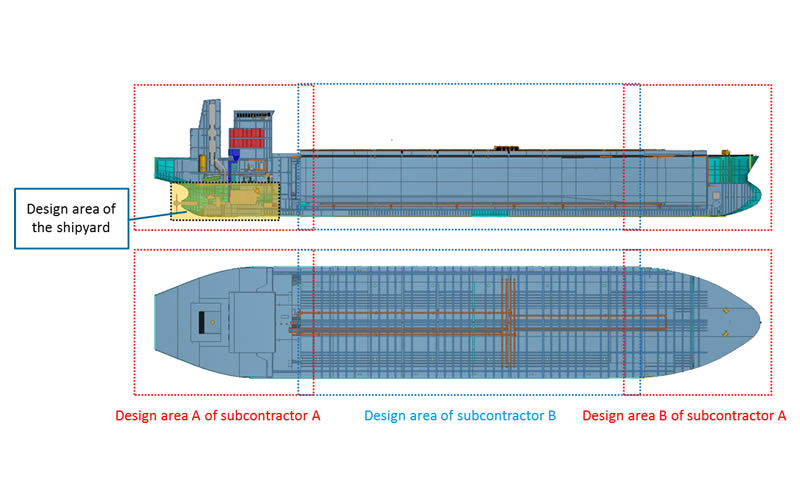 Design area of
the shipyard
Design area A of subcontractor A
Design area of subcontractor B
Design area B of subcontractor A